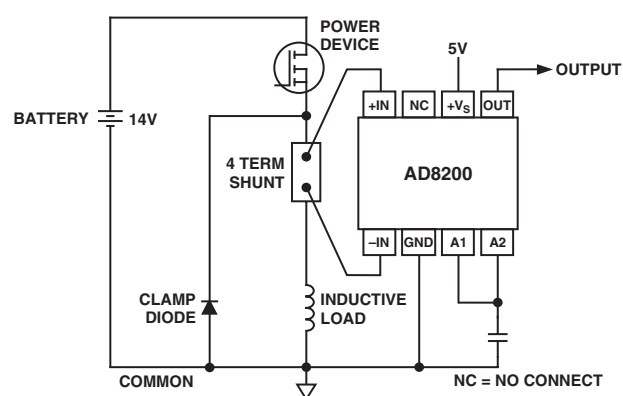 POWER
DEVICE
5V
OUTPUT
+IN
NC
+VS
OUT
BATTERY
14V
4 TERM
SHUNT
AD8200
–IN
GND
A1
A2
CLAMP
DIODE
INDUCTIVE
LOAD
COMMON
NC = NO CONNECT